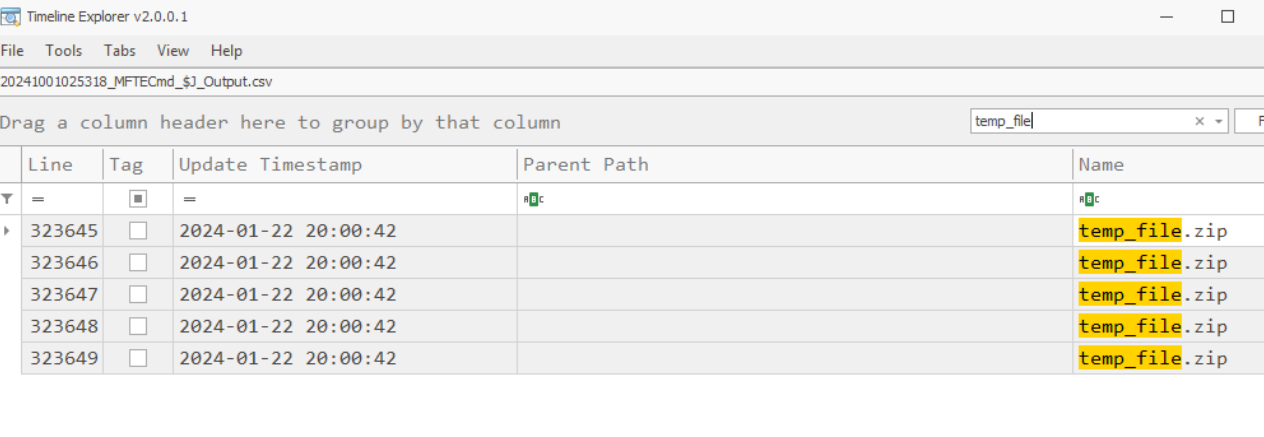 Timeline Explorer v2.0.0.1
File Tools Tabs View Help
20241001025318_MFTECmd_$J_Output.csv
Drag a column header here to group by that column
temp_file
F
Line Tag Update Timestamp Parent Path Name
= = ABC ABC
323645 2024-01-22 20:00:42 temp_file.zip
323646 2024-01-22 20:00:42 temp_file.zip
323647 2024-01-22 20:00:42 temp_file.zip
323648 2024-01-22 20:00:42 temp_file.zip
323649 2024-01-22 20:00:42 temp_file.zip